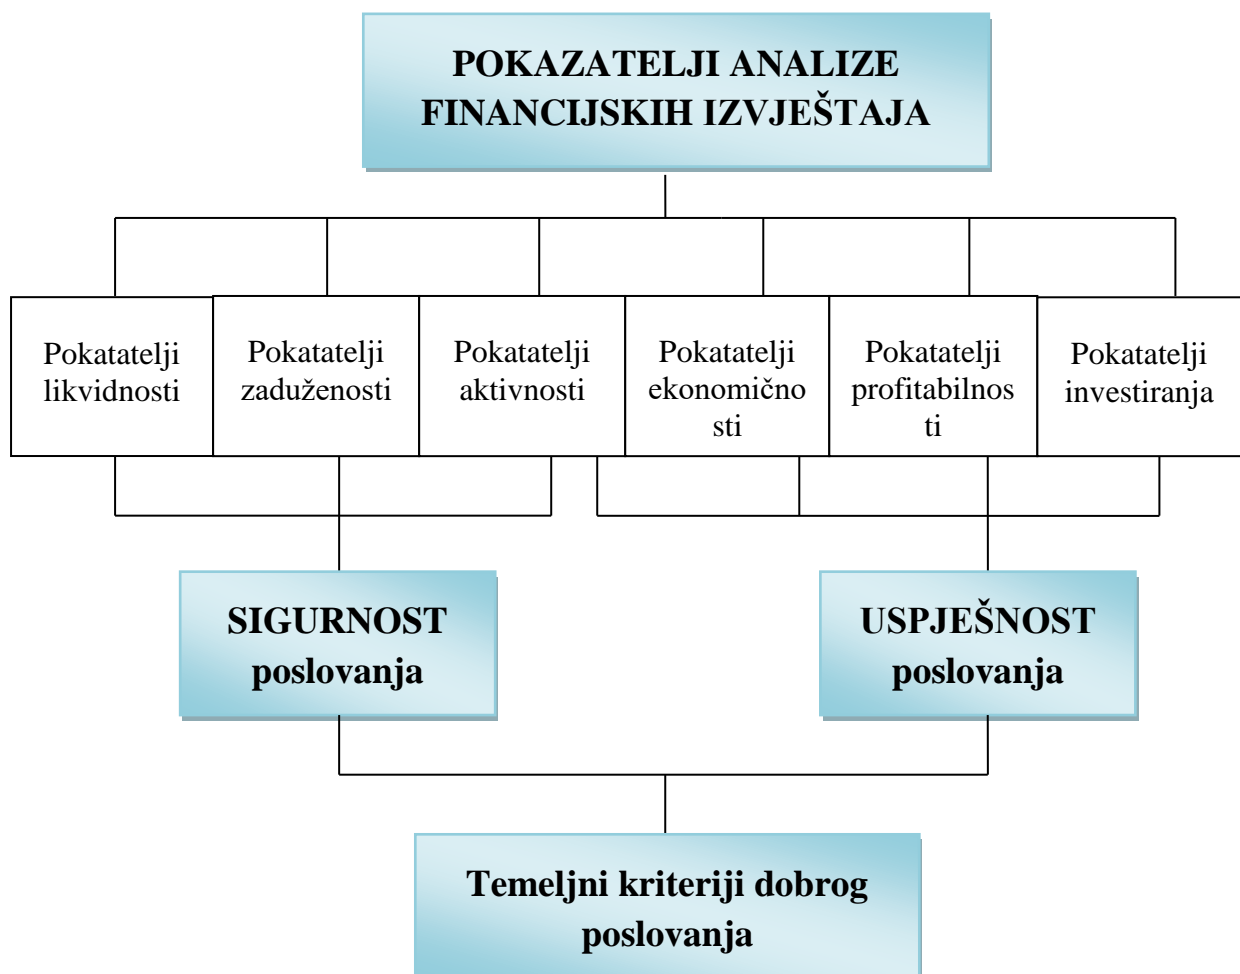 POKAZATELJI ANALIZE
FINANCIJSKIH IZVJEŠTAJA
Pokatatelji
likvidnosti
Pokatatelji
zaduženosti
Pokatatelji
aktivnosti
Pokatatelji
ekonomično
sti
Pokatatelji
profitabilnos
ti
Pokatatelji
investiranja
SIGURNOST
poslovanja
USPJEŠNOST
poslovanja
Temeljni kriteriji dobrog
poslovanja